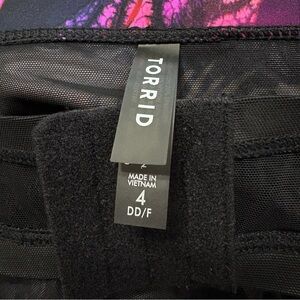 TORRID
MADE IN
VIETNAM
4
DD/F